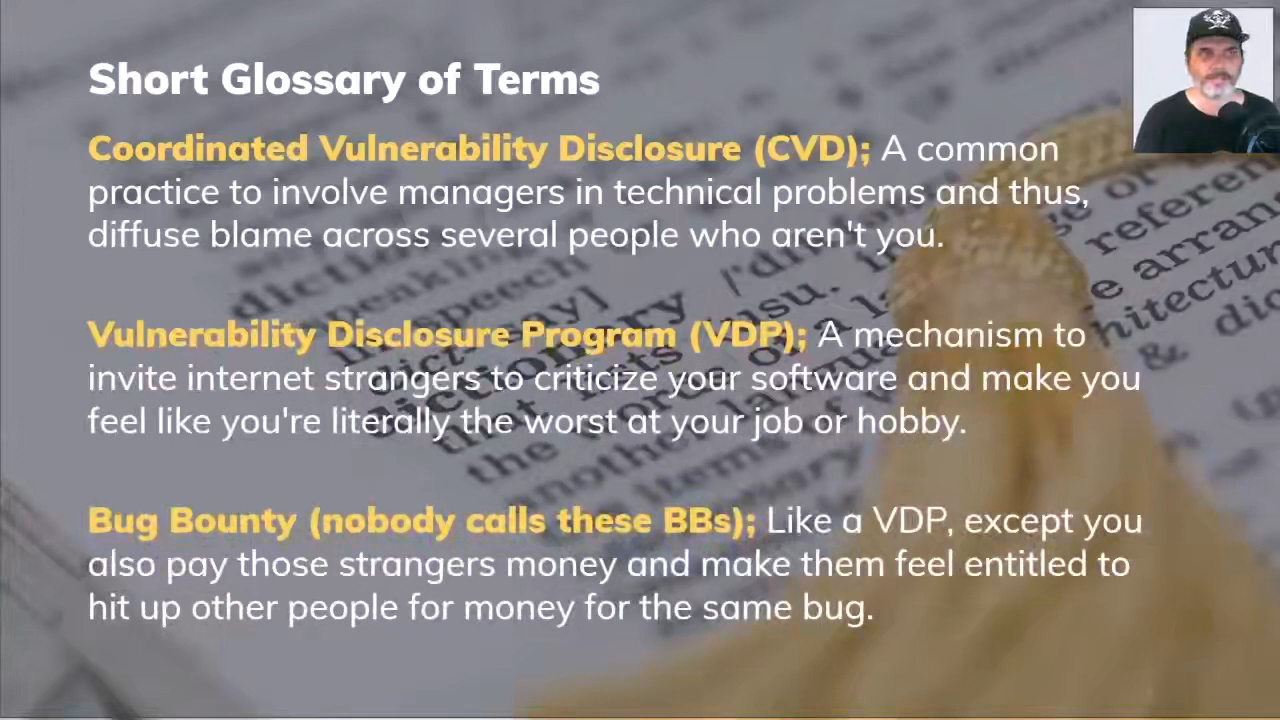 Short Glossary of Terms
Coordinated Vulnerability Disclosure (CVD); A common
practice to involve managers in technical problems and thus,
diffuse blame across several people who aren't you.
Vulnerability Disclosure Program (VDP); A mechanism to
invite internet strangers to criticize your software and make you
feel like you're literally the worst at your job or hobby.
Bug Bounty (nobody calls these BBs); Like a VDP, except you
also pay those strangers money and make them feel entitled to
hit up other people for money for the same bug.